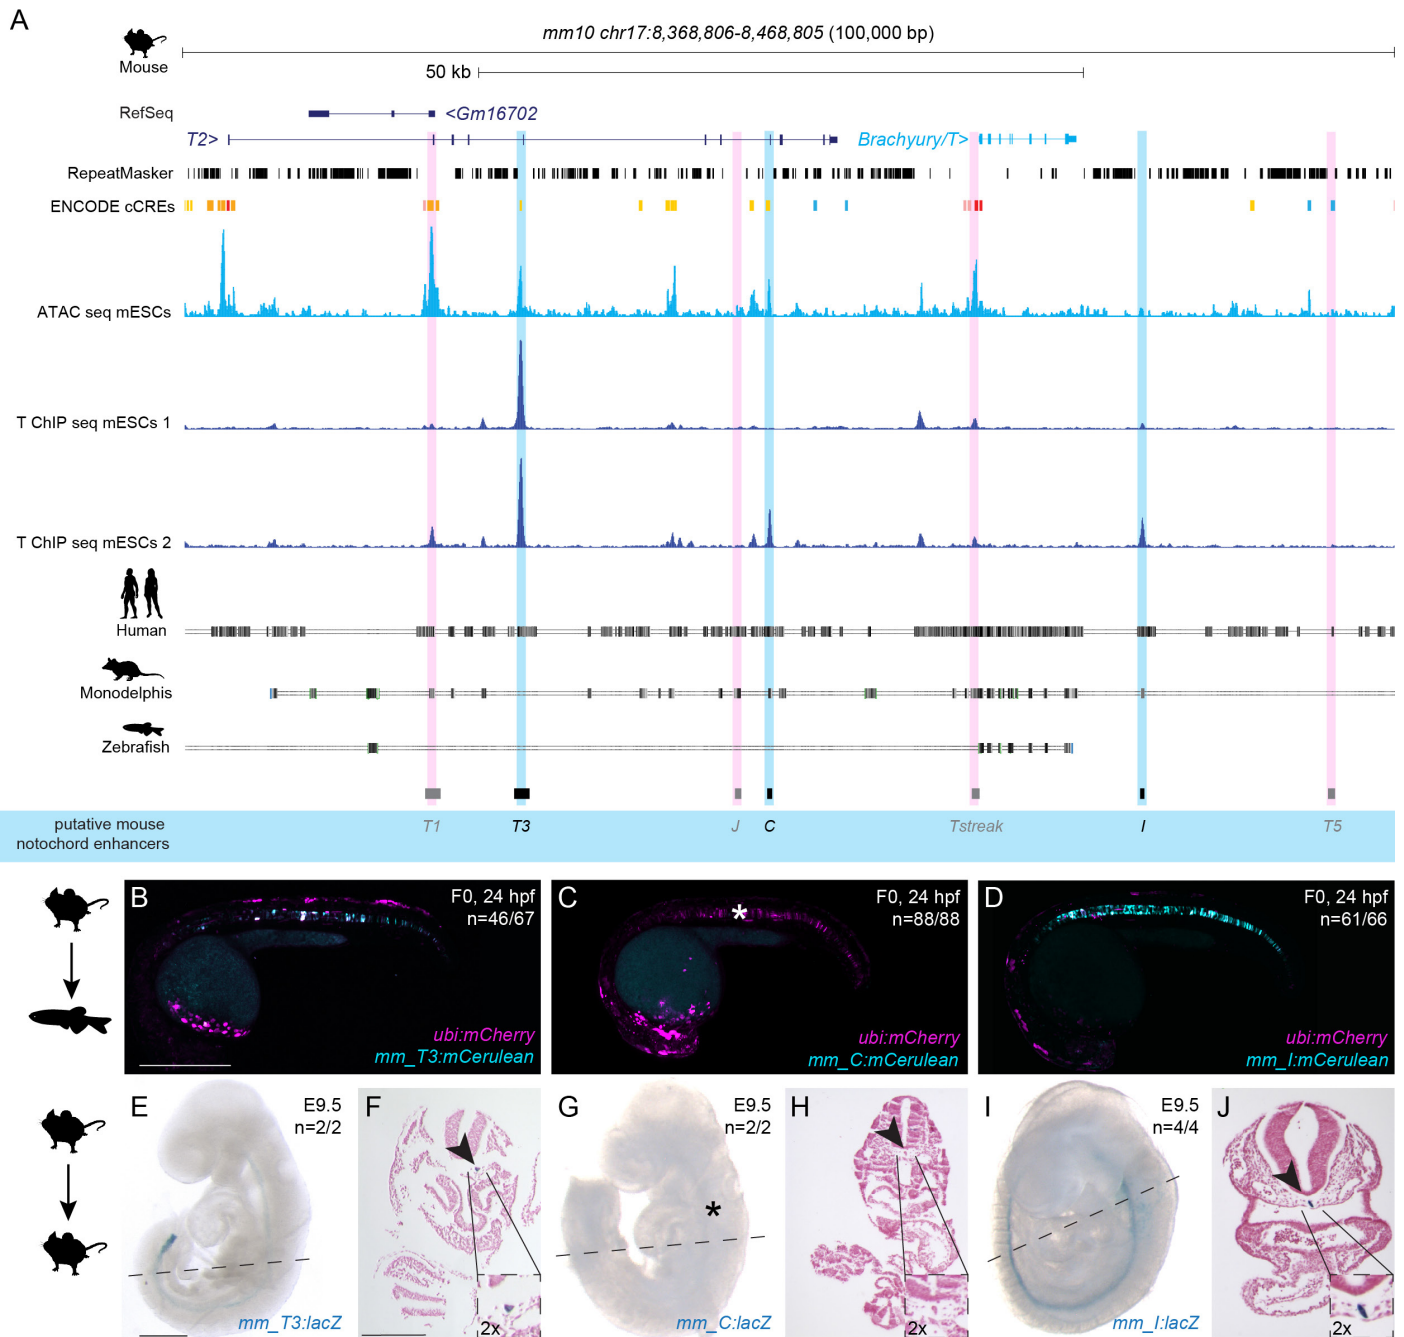 A
mm10 chr17:8,368,806-8,468,805 (100,000 bp)
Mouse
50 kb
RefSeq
<Gm16702
T2>
Brachyury/T>
RepeatMasker
ENCODE cCREs
ATAC seq mESCs
T ChIP seq mESCs 1
T ChIP seq mESCs 2
Human
Monodelphis
Zebrafish
putative mouse
notochord enhancers
T1
T3
J
C
Tstreak
I
T5
B
F0, 24 hpf
n=46/67
ubi:mCherry
mm_T3:mCerulean
C
F0, 24 hpf
n=88/88
*
ubi:mCherry
mm_C:mCerulean
D
F0, 24 hpf
n=61/66
ubi:mCherry
mm_I:mCerulean
E
E9.5
n=2/2
mm_T3:lacZ
F
2x
G
E9.5
n=2/2
*
mm_C:lacZ
H
2x
I
E9.5
n=4/4
mm_I:lacZ
J
2x